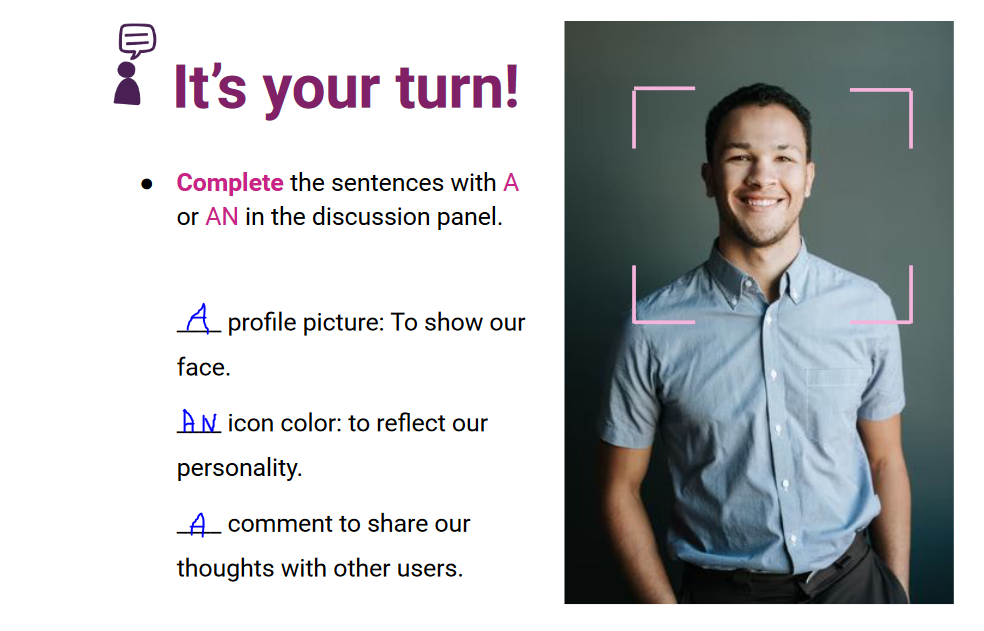 It's your turn!
● Complete the sentences with A
or AN in the discussion panel.
A profile picture: To show our
face.
AN icon color: to reflect our
personality.
A comment to share our
thoughts with other users.